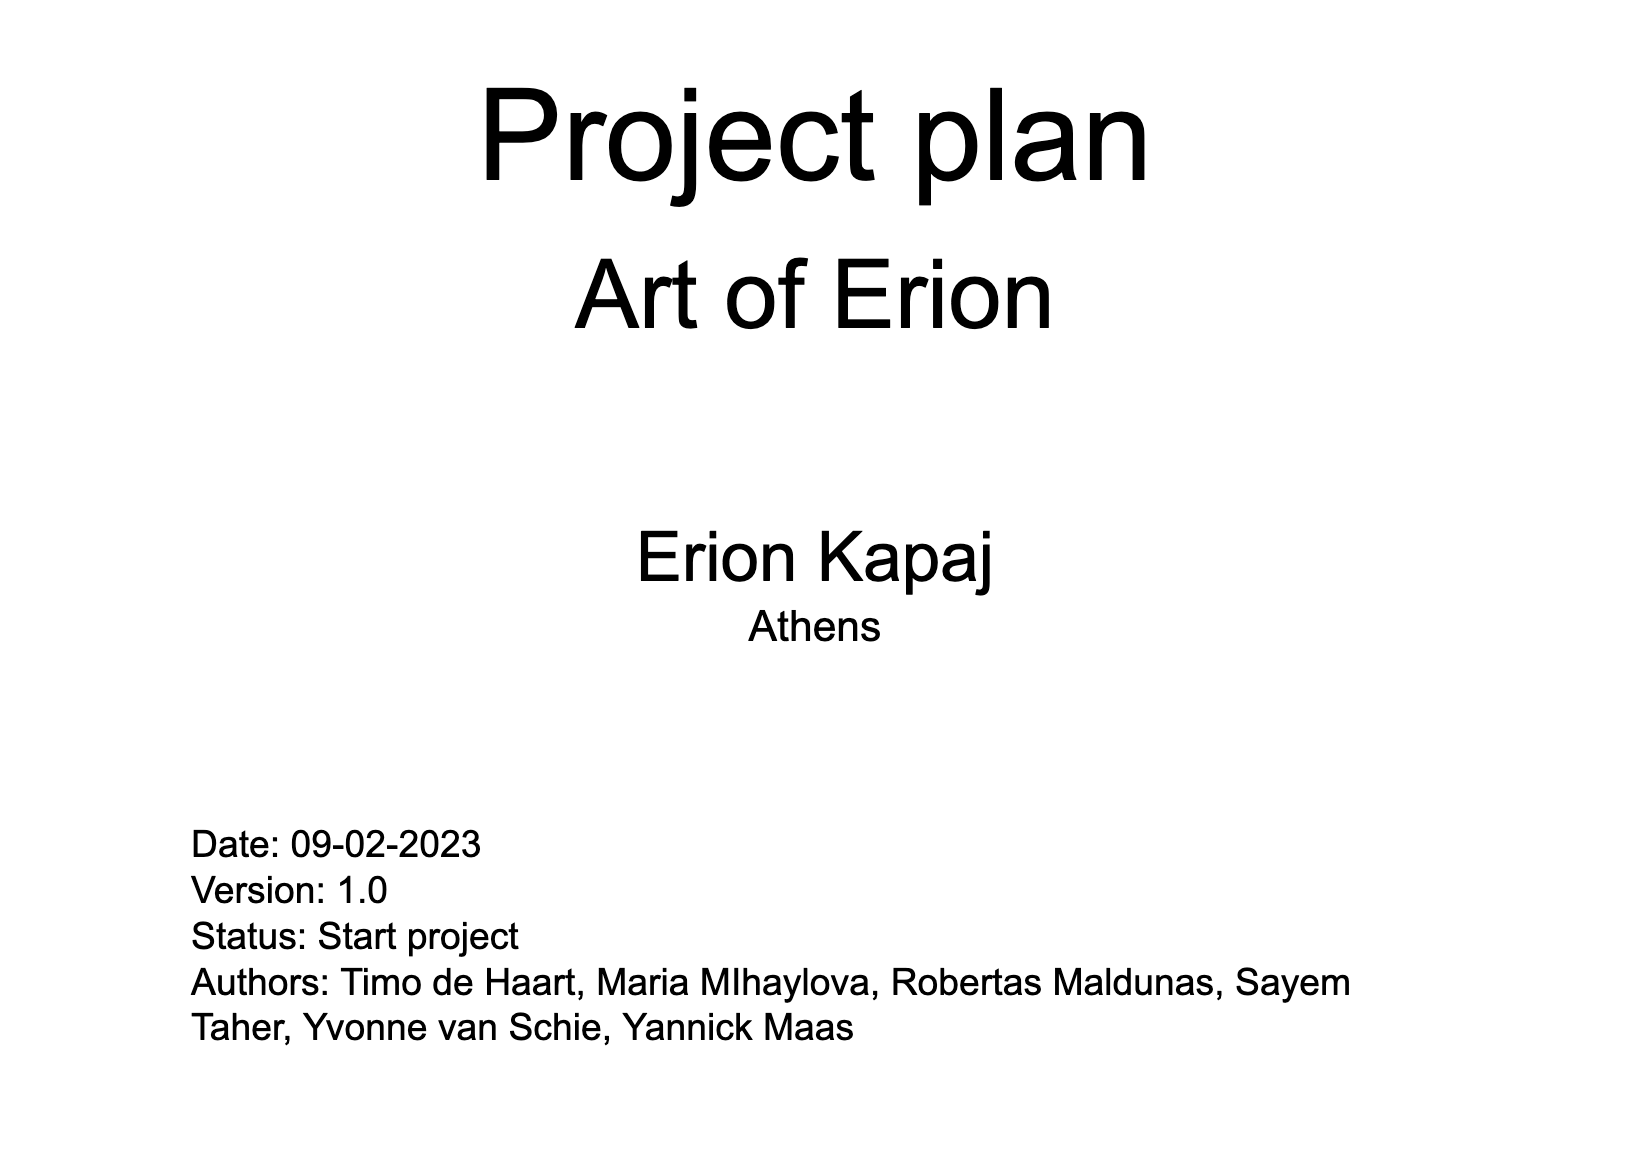 Project plan
Art of Erion
Erion Kapaj
Athens
Date: 09-02-2023
Version: 1.0
Status: Start project
Authors: Timo de Haart, Maria MIhaylova, Robertas Maldunas, Sayem
Taher, Yvonne van Schie, Yannick Maas